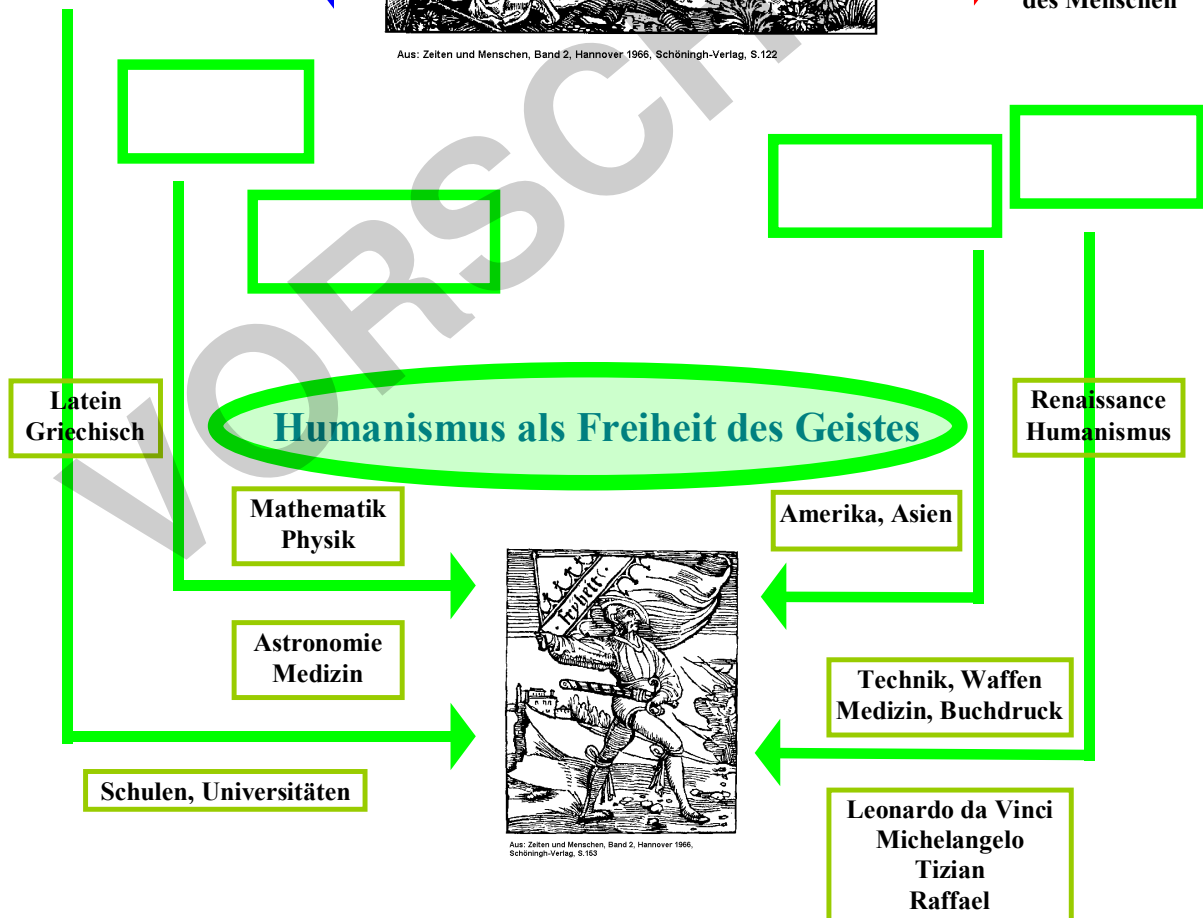 des Menschen
Aus: Zeiten und Menschen, Band 2, Hannover 1966, Schöningh-Verlag, S.122
VORSCH
Latein
Griechisch
Humanismus als Freiheit des Geistes
Renaissance
Humanismus
Mathematik
Physik
Amerika, Asien
Fryheit
Astronomie
Medizin
Technik, Waffen
Medizin, Buchdruck
Schulen, Universitäten
Leonardo da Vinci
Michelangelo
Tizian
Raffael
Aus: Zeiten und Menschen, Band 2, Hannover 1966,
Schöningh-Verlag, S.153